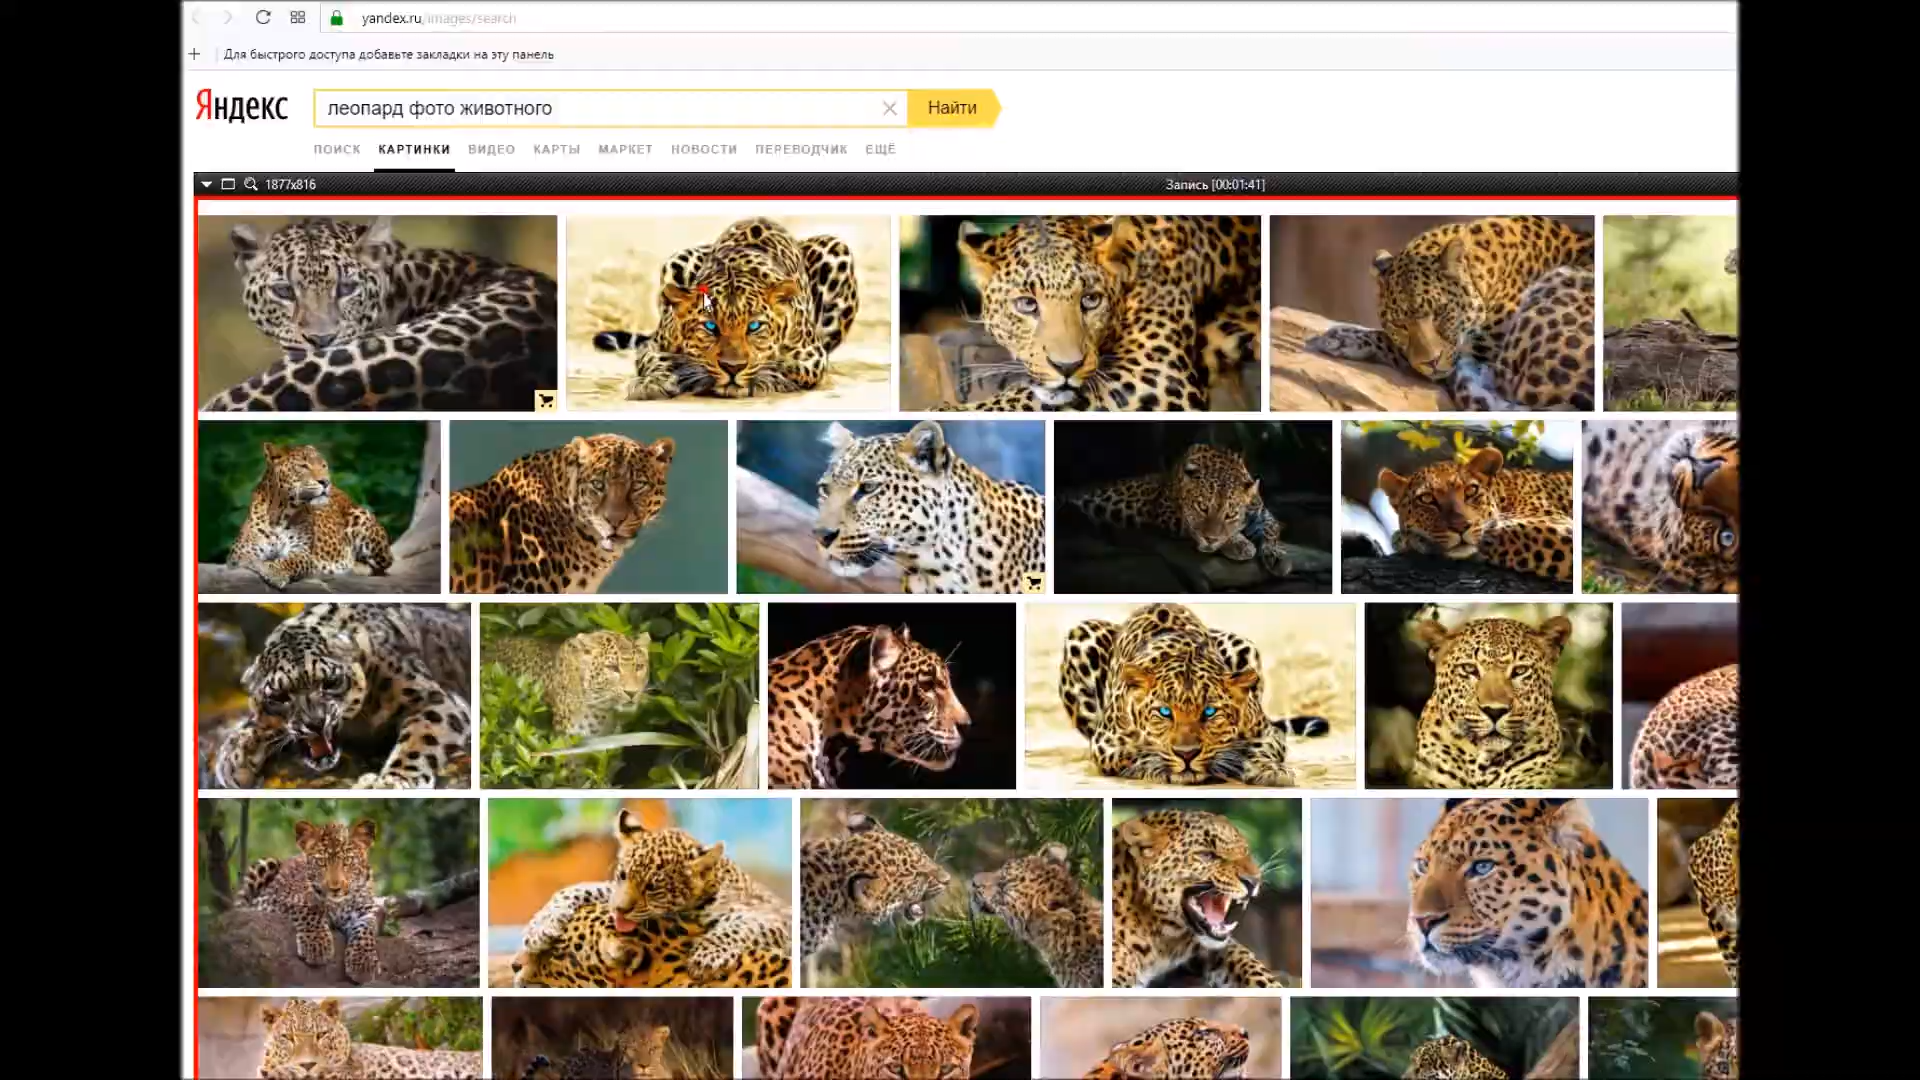 yandex.ru/images/search
Для быстрого доступа добавьте закладки на эту панель
Яндекс
леопард фото животного
Найти
ПОИСК КАРТИНКИ ВИДЕО КАРТЫ МАРКЕТ НОВОСТИ ПЕРЕВОДЧИК ЕЩЁ
1877x816
Запись [00:01:41]